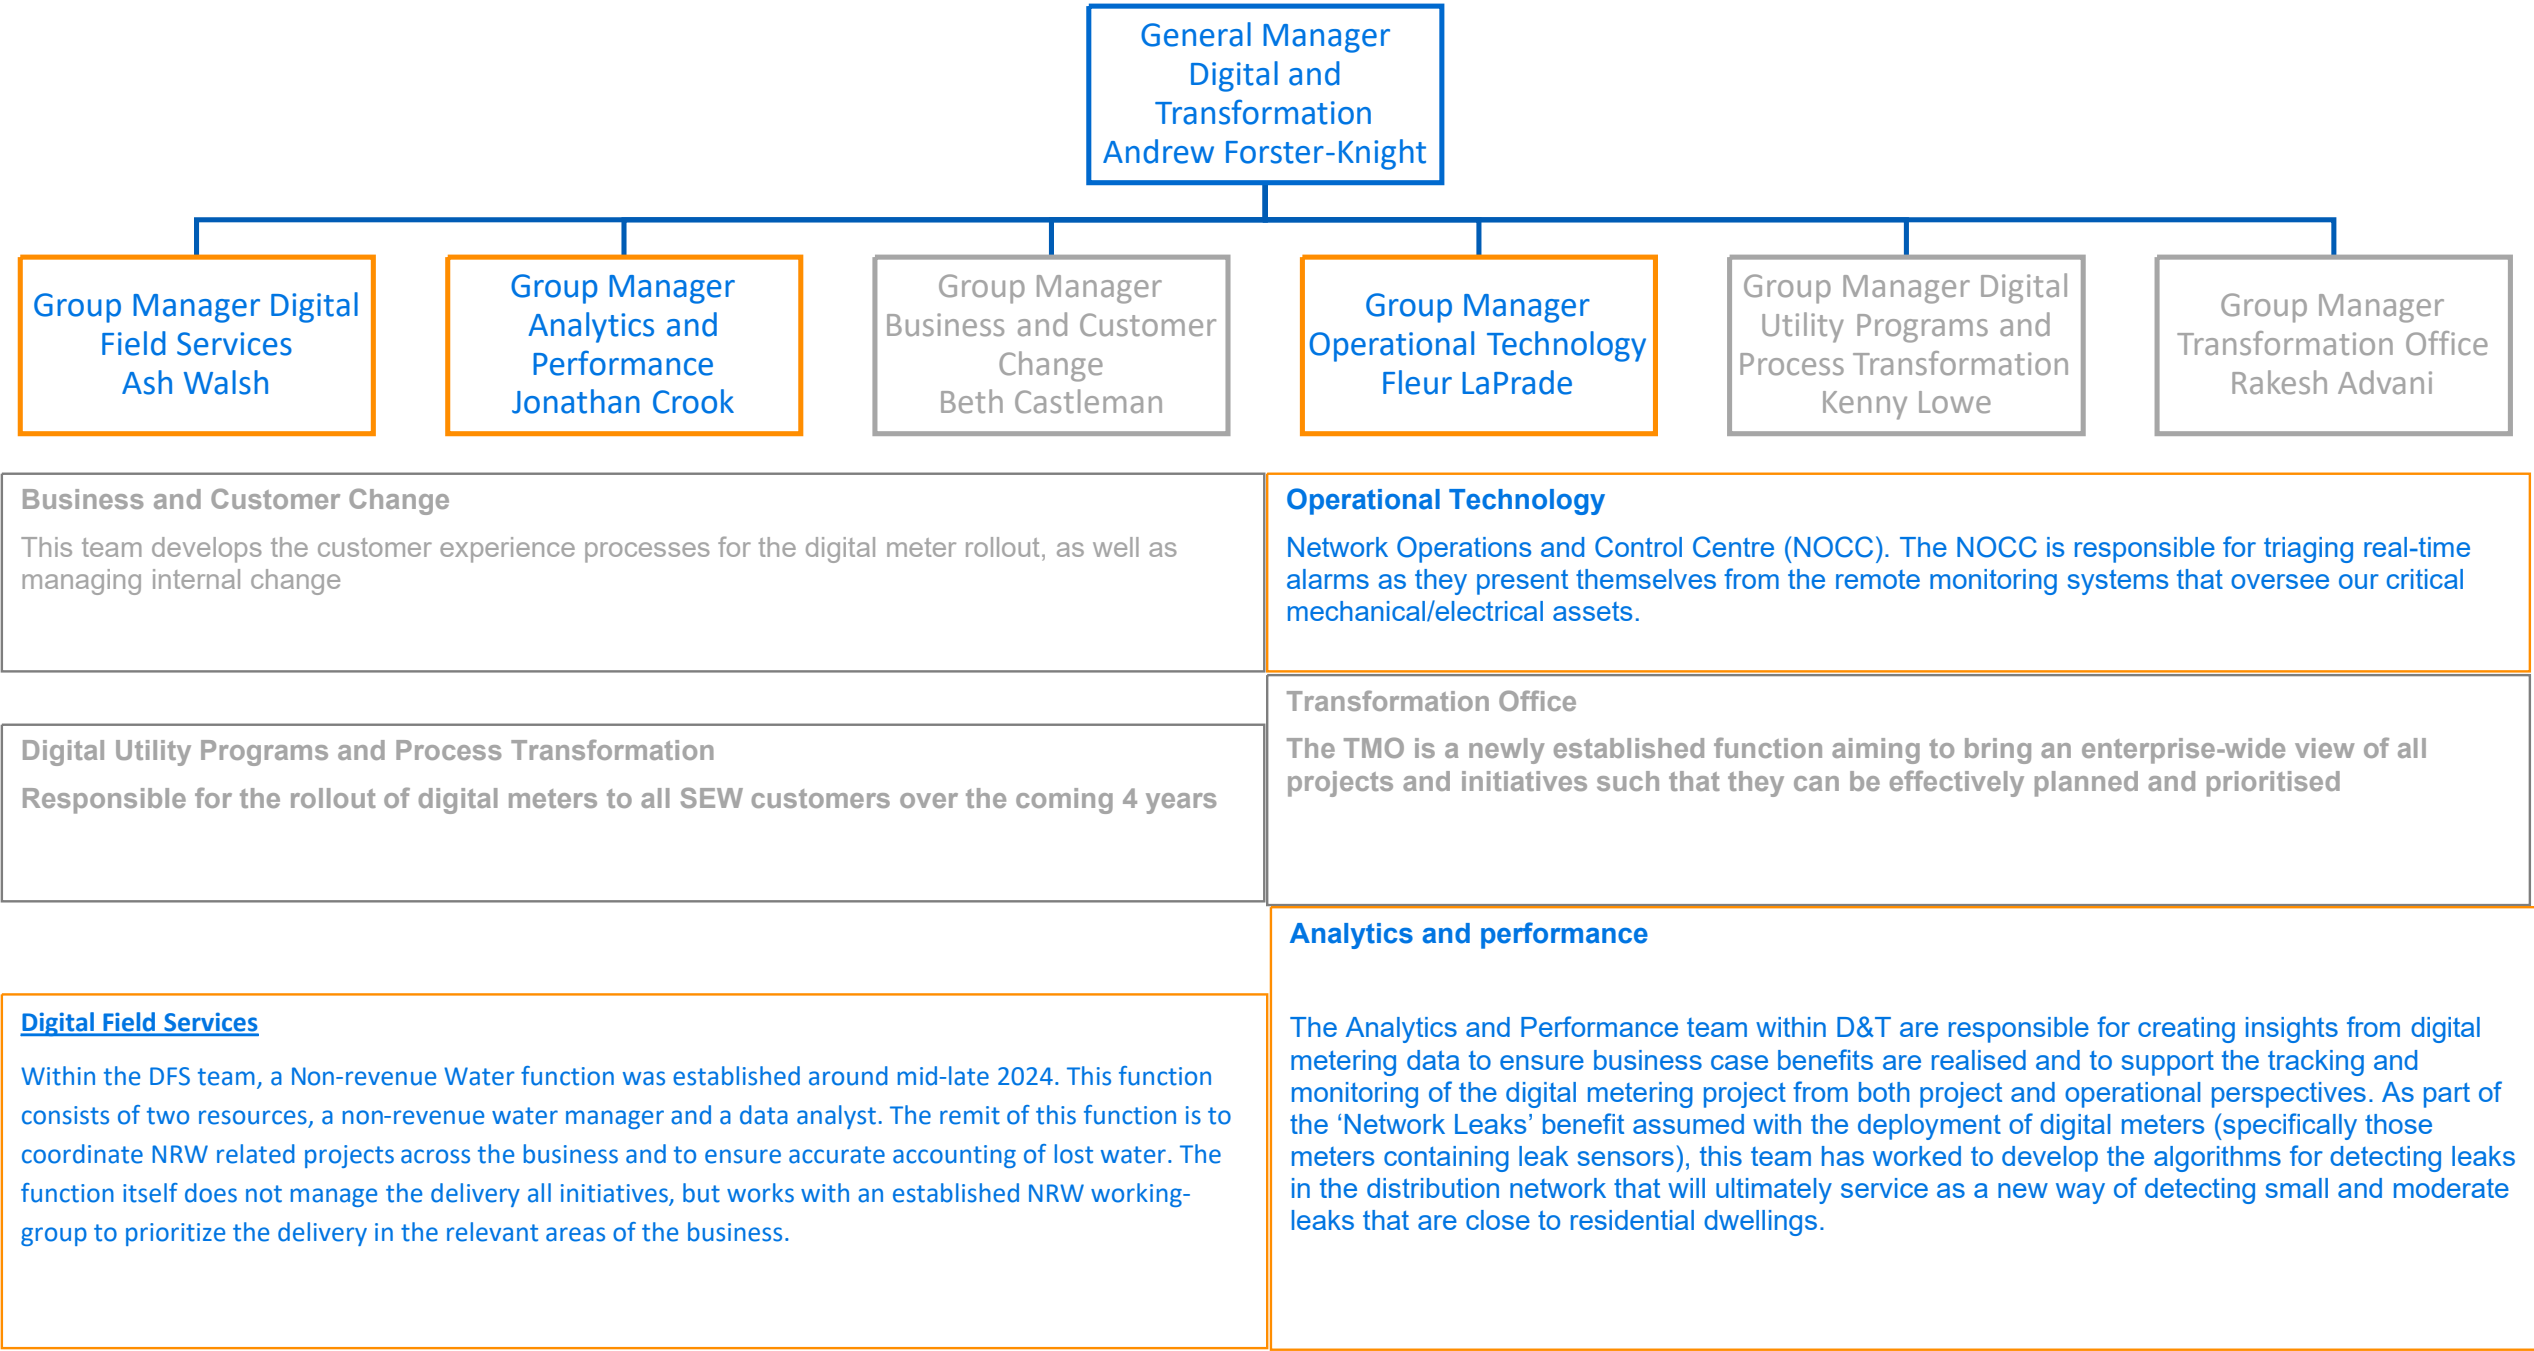 General Manager
Digital and
Transformation
Andrew Forster-Knight
Group Manager Digital
Field Services
Ash Walsh
Group Manager
Analytics and
Performance
Jonathan Crook
Group Manager
Business and Customer
Change
Beth Castleman
Group Manager
Operational Technology
Fleur LaPrade
Group Manager Digital
Utility Programs and
Process Transformation
Kenny Lowe
Group Manager
Transformation Office
Rakesh Advani
Business and Customer Change
This team develops the customer experience processes for the digital meter rollout, as well as
managing internal change
Operational Technology
Network Operations and Control Centre (NOCC). The NOCC is responsible for triaging real-time
alarms as they present themselves from the remote monitoring systems that oversee our critical
mechanical/electrical assets.
Digital Utility Programs and Process Transformation
Responsible for the rollout of digital meters to all SEW customers over the coming 4 years
Transformation Office
The TMO is a newly established function aiming to bring an enterprise-wide view of all
projects and initiatives such that they can be effectively planned and prioritised
Digital Field Services
Within the DFS team, a Non-revenue Water function was established around mid-late 2024. This function
consists of two resources, a non-revenue water manager and a data analyst. The remit of this function is to
coordinate NRW related projects across the business and to ensure accurate accounting of lost water. The
function itself does not manage the delivery all initiatives, but works with an established NRW working-
group to prioritize the delivery in the relevant areas of the business.
Analytics and performance
The Analytics and Performance team within D&T are responsible for creating insights from digital
metering data to ensure business case benefits are realised and to support the tracking and
monitoring of the digital metering project from both project and operational perspectives. As part of
the ‘Network Leaks’ benefit assumed with the deployment of digital meters (specifically those
meters containing leak sensors), this team has worked to develop the algorithms for detecting leaks
in the distribution network that will ultimately service as a new way of detecting small and moderate
leaks that are close to residential dwellings.